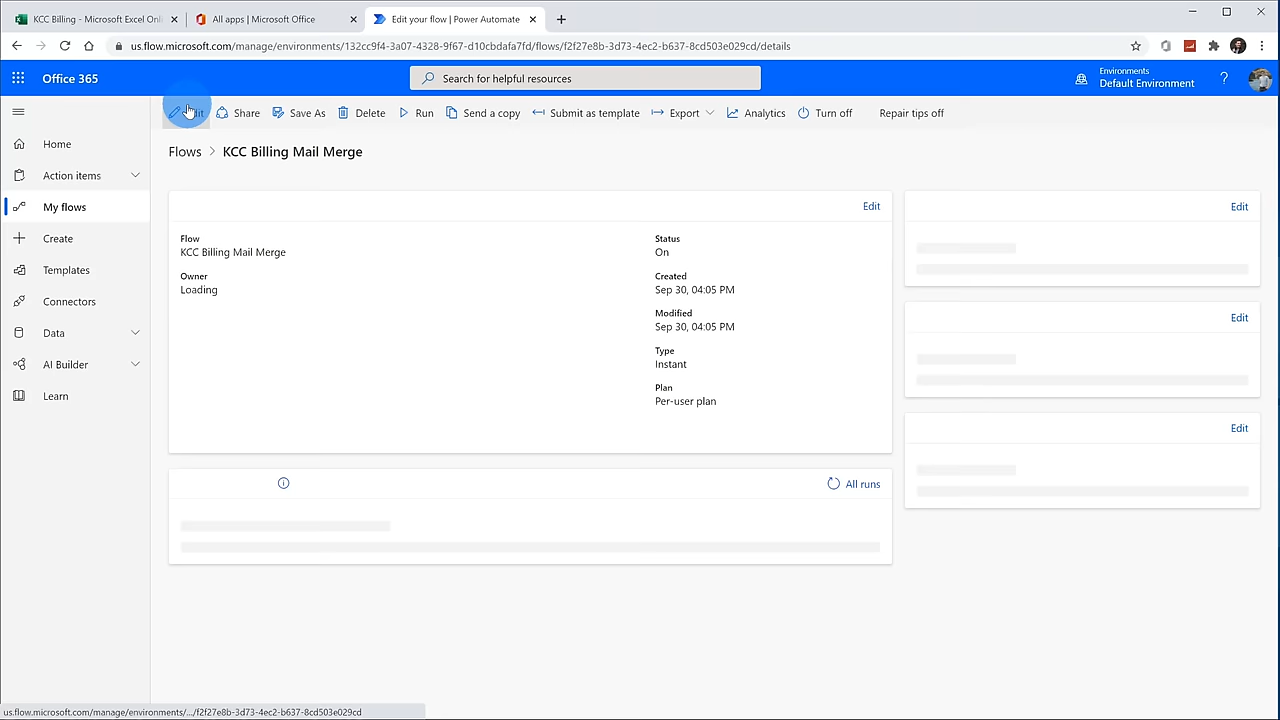 KCC Billing - Microsoft Excel Onli
All apps | Microsoft Office
Edit your flow | Power Automate
us.flow.microsoft.com/manage/environments/132cc9f4-3a07-4328-9f67-d10cbdafa7fd/flows/f2f27e8b-3d73-4ec2-b637-8cd503e029cd/details
Office 365
Search for helpful resources
Environments
Default Environment
?
Edit
Share
Save As
Delete
Run
Send a copy
Submit as template
Export
Analytics
Turn off
Repair tips off
Home
Action items
My flows
Create
Templates
Connectors
Data
AI Builder
Learn
Flows > KCC Billing Mail Merge
Edit
Flow
KCC Billing Mail Merge
Owner
Loading
Status
On
Created
Sep 30, 04:05 PM
Modified
Sep 30, 04:05 PM
Type
Instant
Plan
Per-user plan
All runs
Edit
Edit
Edit
us.flow.microsoft.com/manage/environments/.../f2f27e8b-3d73-4ec2-b637-8cd503e029cd